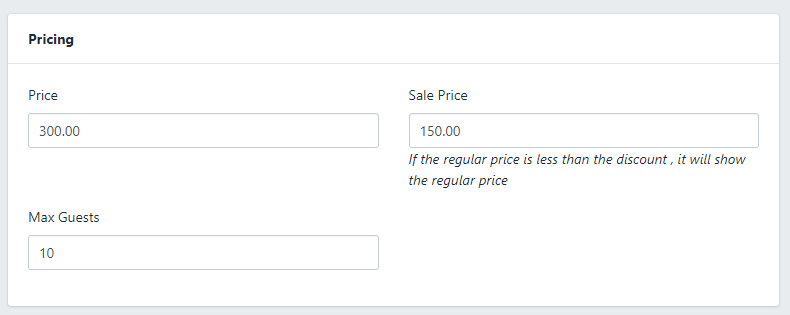 Pricing
Price
Sale Price
300.00
150.00
If the regular price is less than the discount , it will show
the regular price
Max Guests
10